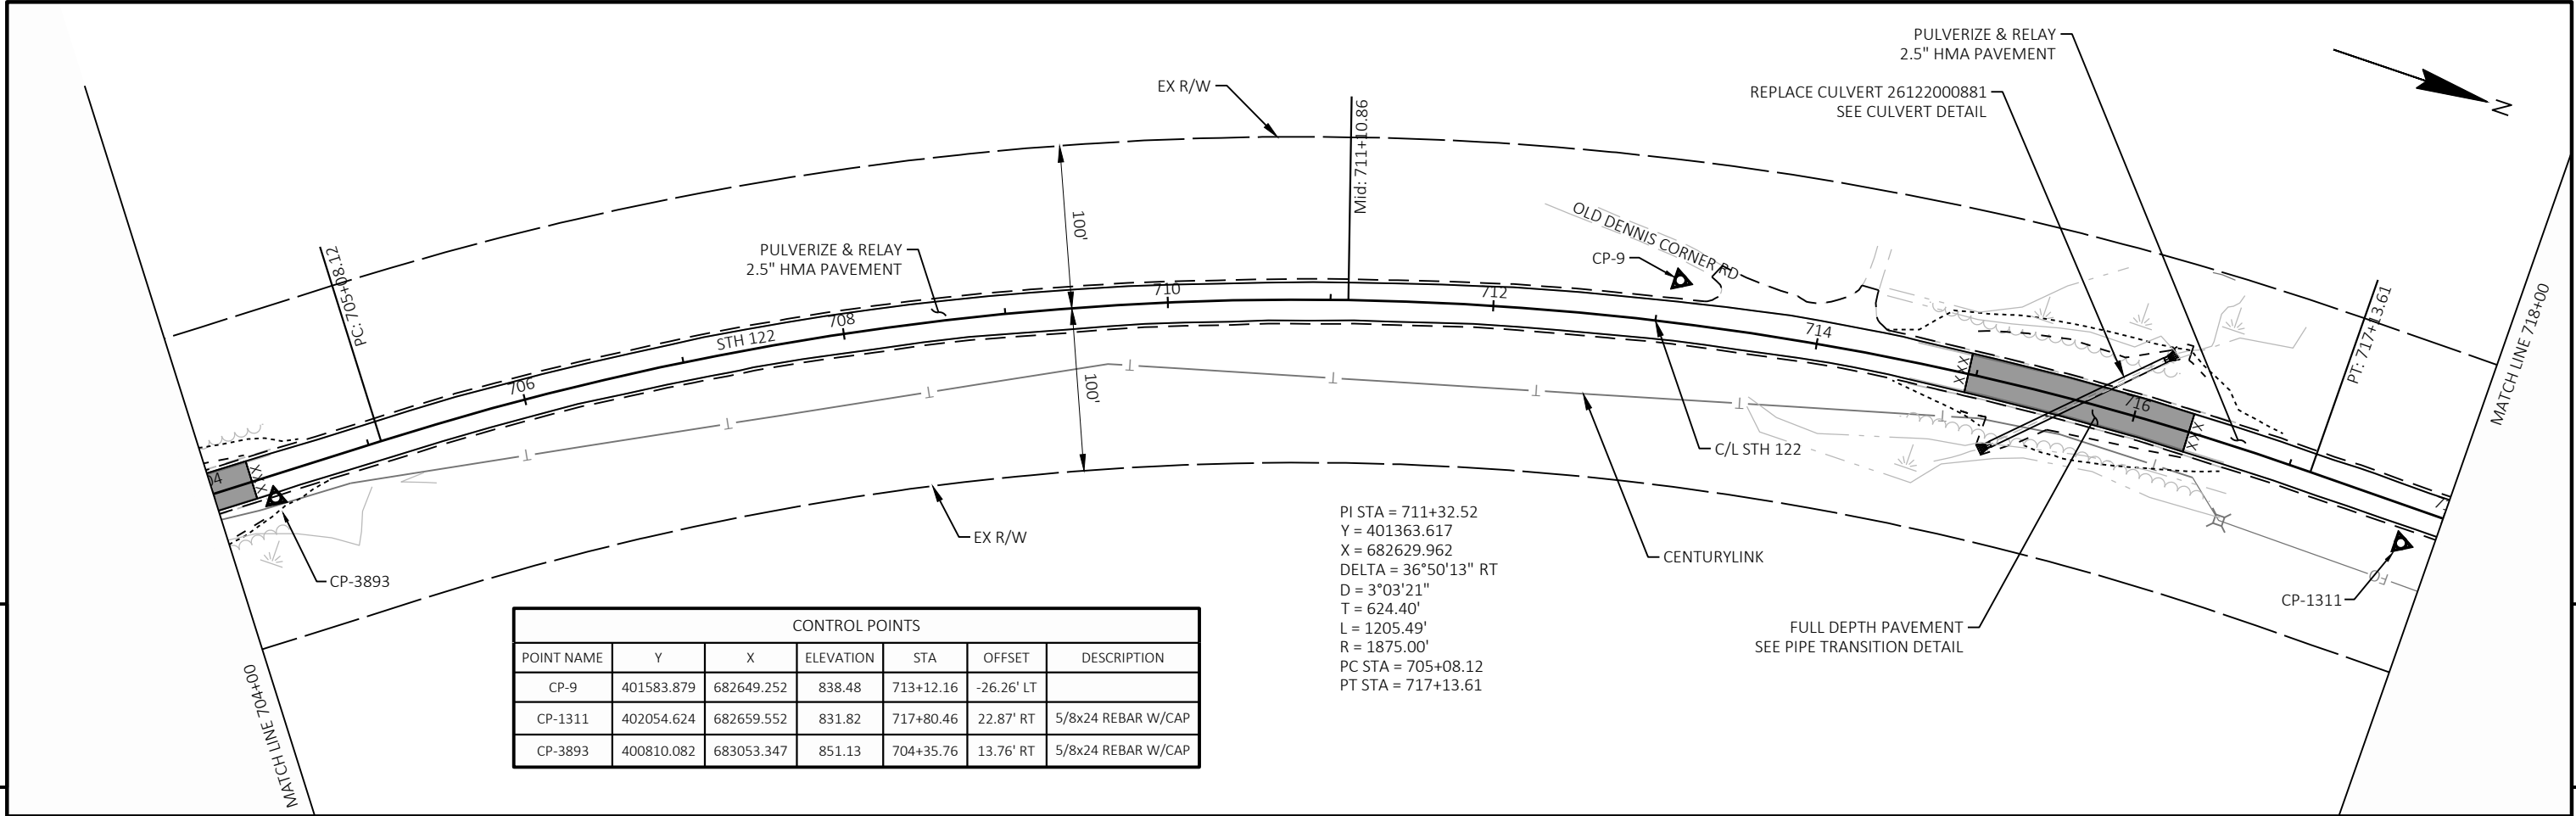 PULVERIZE & RELAY
2.5" HMA PAVEMENT
EX R/W
REPLACE CULVERT 26122000881
SEE CULVERT DETAIL
N
Mid: 711+10.86
100'
OLD DENNIS CORNER RD
CP-9
PULVERIZE & RELAY
2.5" HMA PAVEMENT
PC: 705+08.12
PT: 717+13.61
MATCH LINE 718+00
STH 122
706
708
710
712
714
716
100'
XXX
XXX
XXX
T
T
T
T
T
T
T
T
T
C/L STH 122
04
71
EX R/W
CP-3893
CENTURYLINK
FO
CP-1311
FULL DEPTH PAVEMENT
SEE PIPE TRANSITION DETAIL
MATCH LINE 704+00
PI STA = 711+32.52
Y = 401363.617
X = 682629.962
DELTA = 36°50'13" RT
D = 3°03'21"
T = 624.40'
L = 1205.49'
R = 1875.00'
PC STA = 705+08.12
PT STA = 717+13.61
CONTROL POINTS
POINT NAME Y X ELEVATION STA OFFSET DESCRIPTION
CP-9 401583.879 682649.252 838.48 713+12.16 -26.26' LT
CP-1311 402054.624 682659.552 831.82 717+80.46 22.87' RT 5/8x24 REBAR W/CAP
CP-3893 400810.082 683053.347 851.13 704+35.76 13.76' RT 5/8x24 REBAR W/CAP